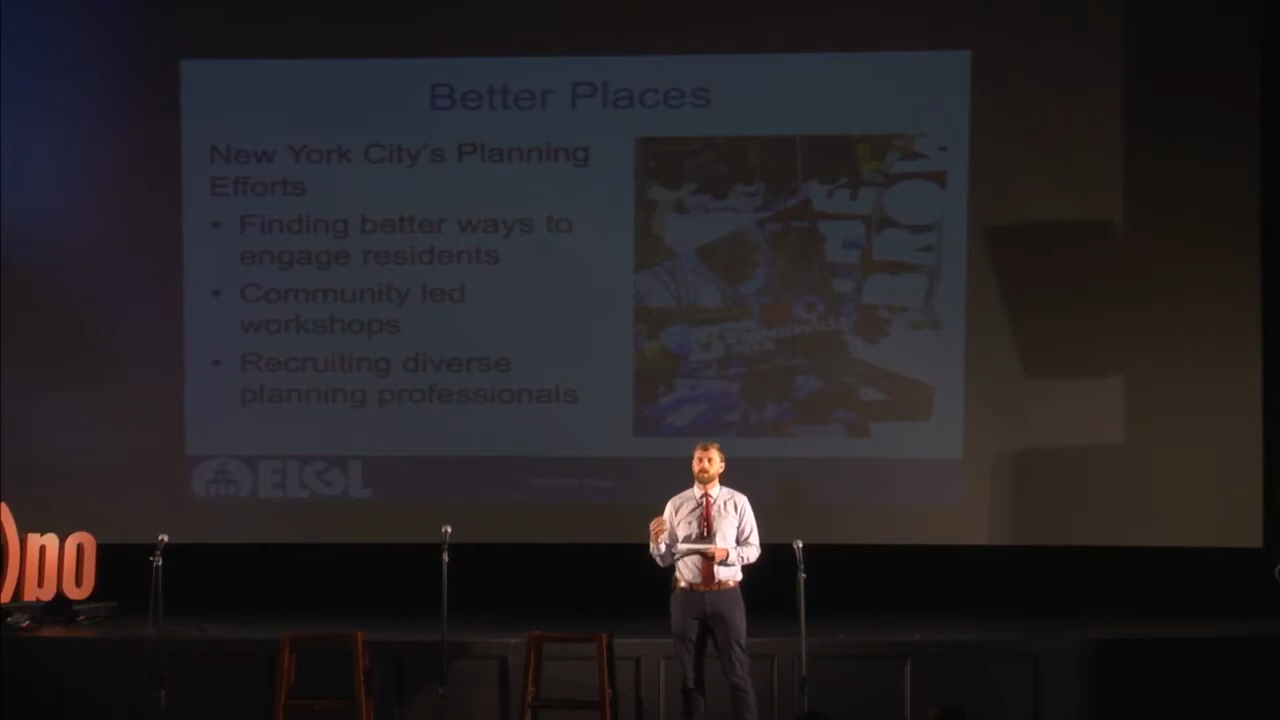 Better Places
New York City's Planning
Efforts
• Finding better ways to
engage residents
• Community led
workshops
• Recruiting diverse
planning professionals
ELGL
po